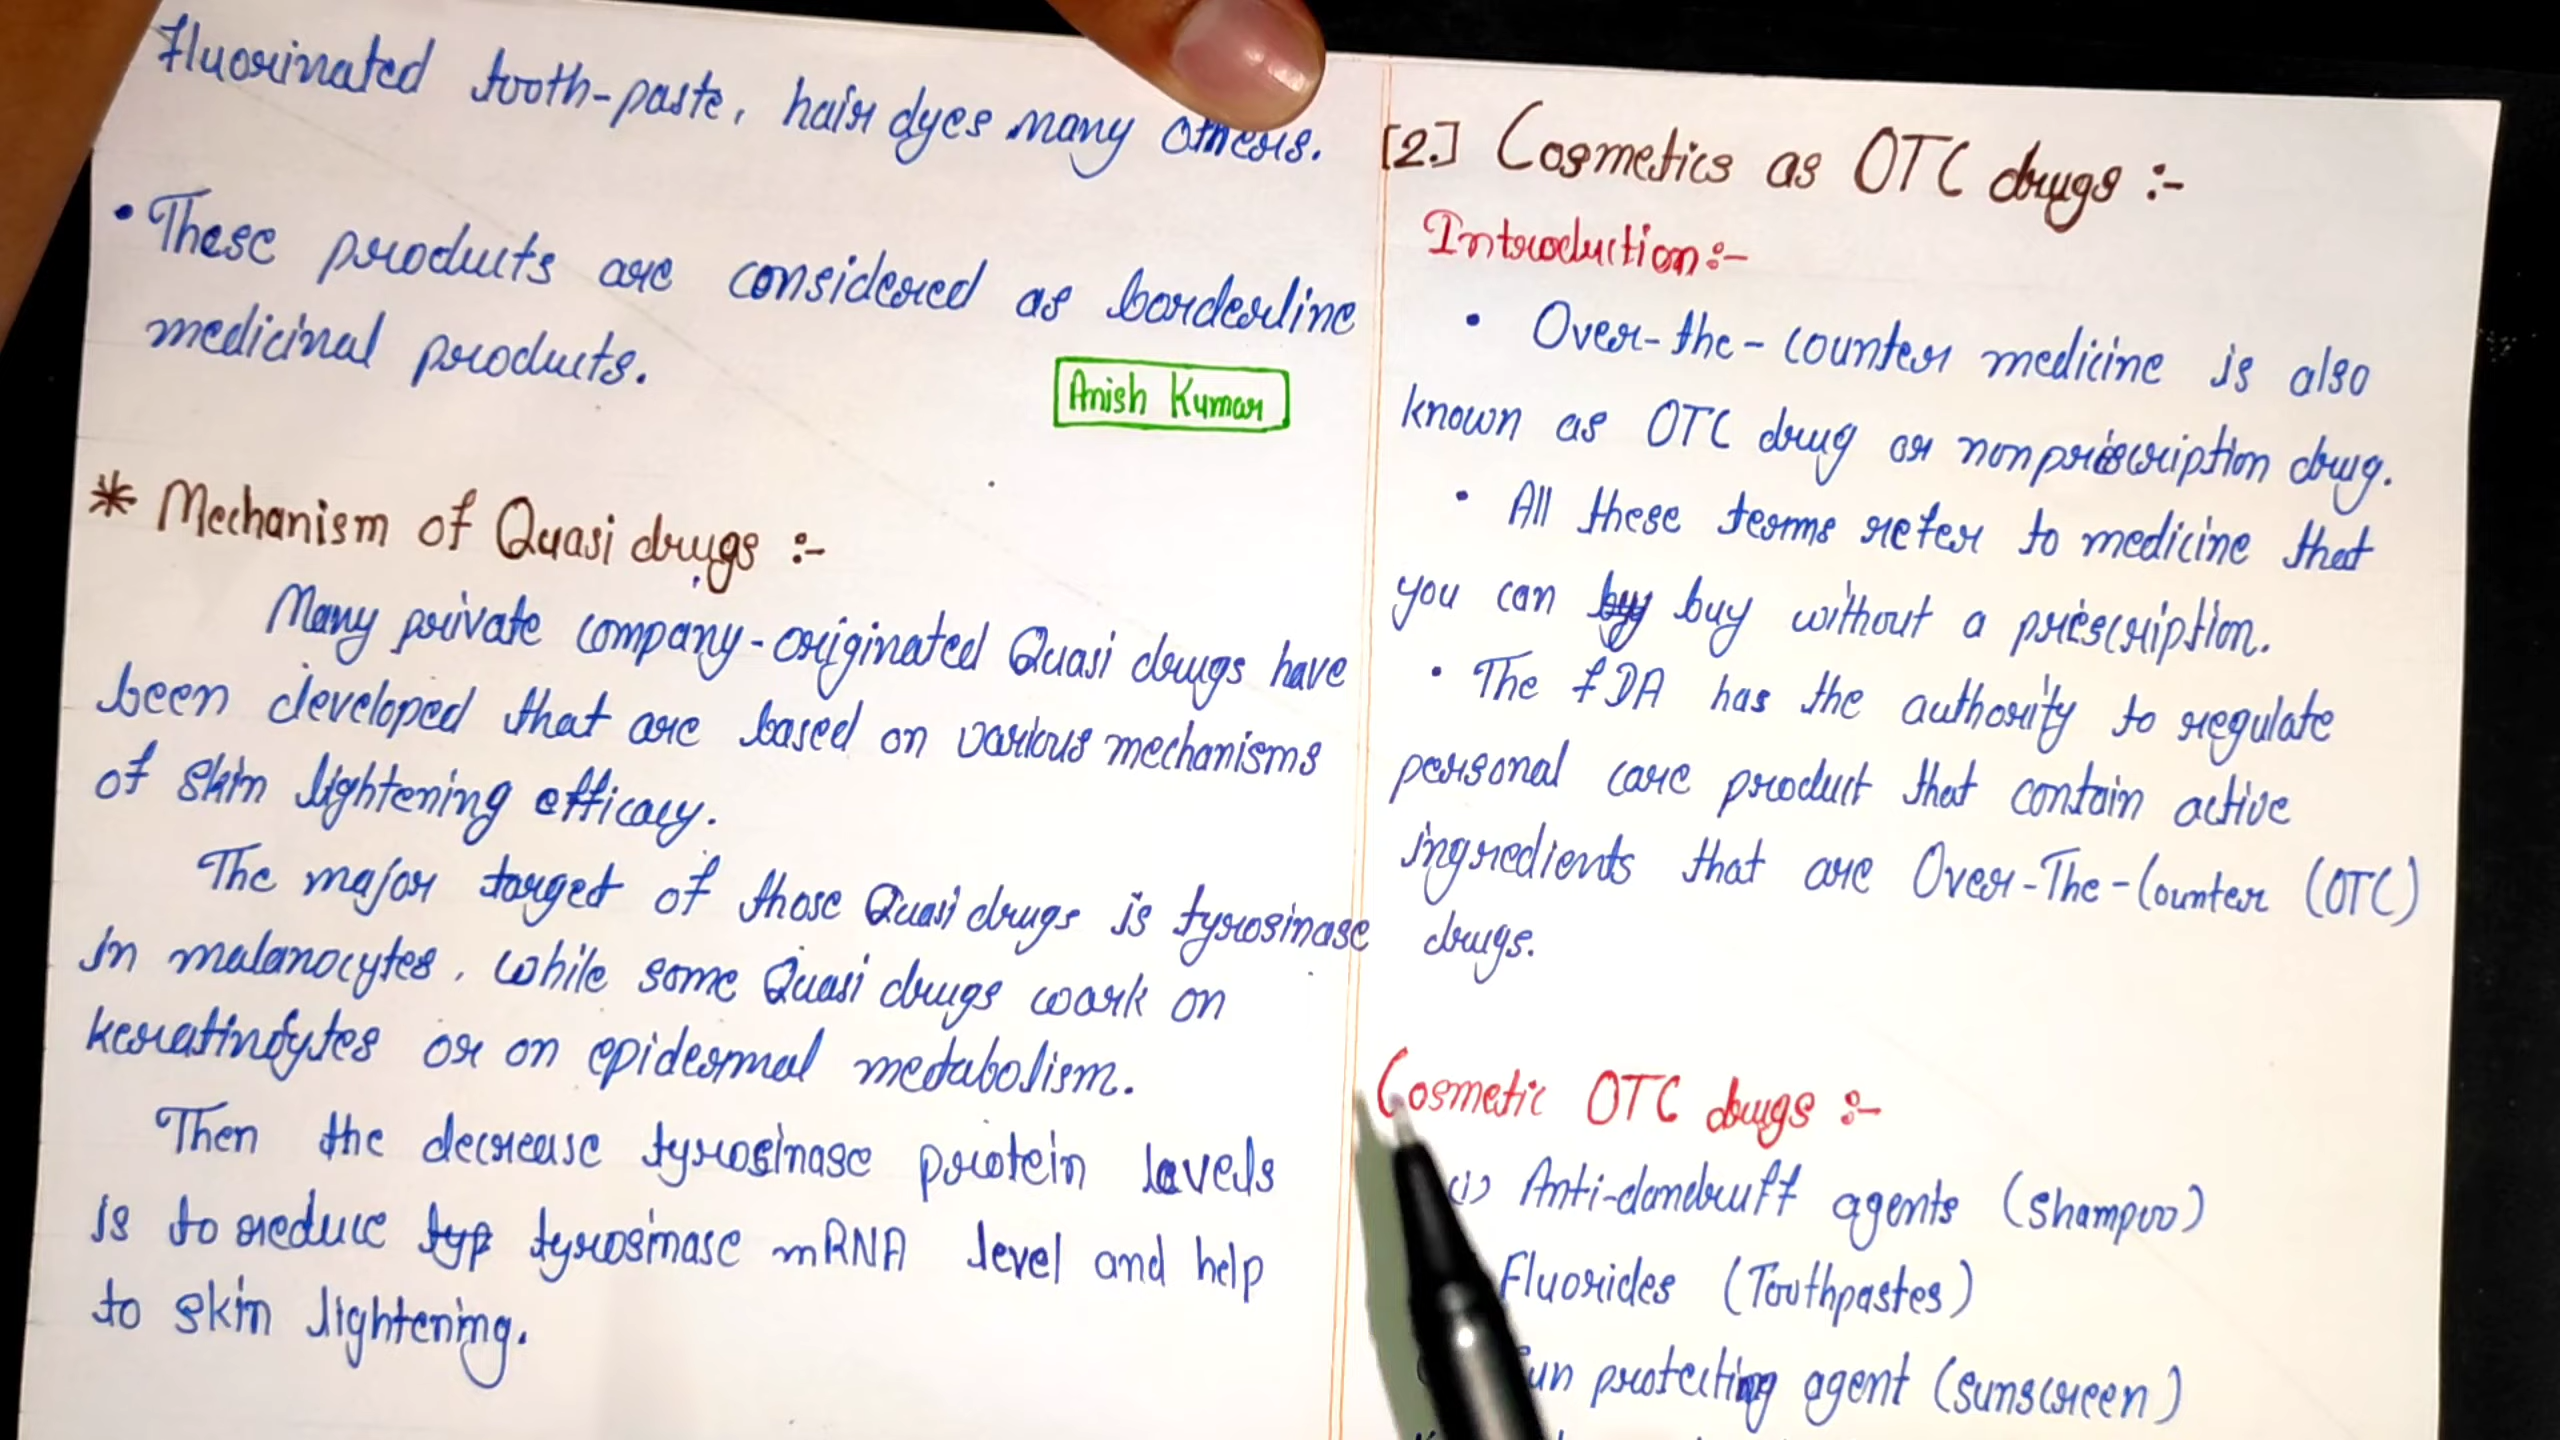 Fluorinated tooth-paste, hair dyes many others.
• These products are considered as borderline
medicinal products.
Anish Kumar
* Mechanism of Quasi drugs :-
Many private company-originated Quasi drugs have
been developed that are based on various mechanisms
of skin lightening efficacy.
The major target of those Quasi drugs is tyrosinase
in malanocytes, while some Quasi drugs work on
keratinofytes or on epidermal metabolism.
Then the decrease tyrosinase protein levels
is to reduce typ tyrosinase mRNA level and help
to skin lightening.
[2.] Cosmetics as OTC drugs :-
Introduction:-
• Over-the-counter medicine is also
known as OTC drug or nonprescription drug.
• All these terms refer to medicine that
you can by buy without a prescription.
• The FDA has the authority to regulate
personal care product that contain active
ingredients that are Over-The-Counter (OTC)
drugs.
Cosmetic OTC drugs :-
(i) Anti-dandruff agents (Shampoo)
Fluorides (Toothpastes)
un protecting agent (sunscreen)